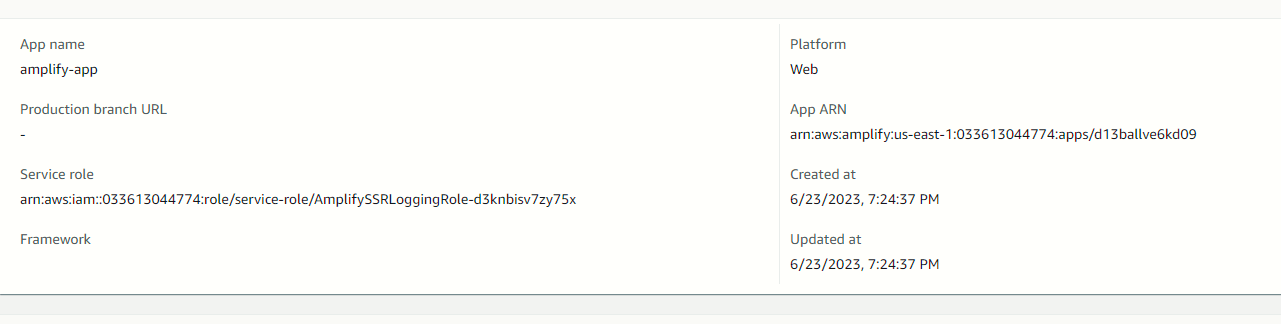 App name
amplify-app
Production branch URL
-
Service role
arn:aws:iam::033613044774:role/service-role/AmplifySSRLoggingRole-d3knbisv7zy75x
Framework
Platform
Web
App ARN
arn:aws:amplify:us-east-1:033613044774:apps/d13ballve6kd09
Created at
6/23/2023, 7:24:37 PM
Updated at
6/23/2023, 7:24:37 PM